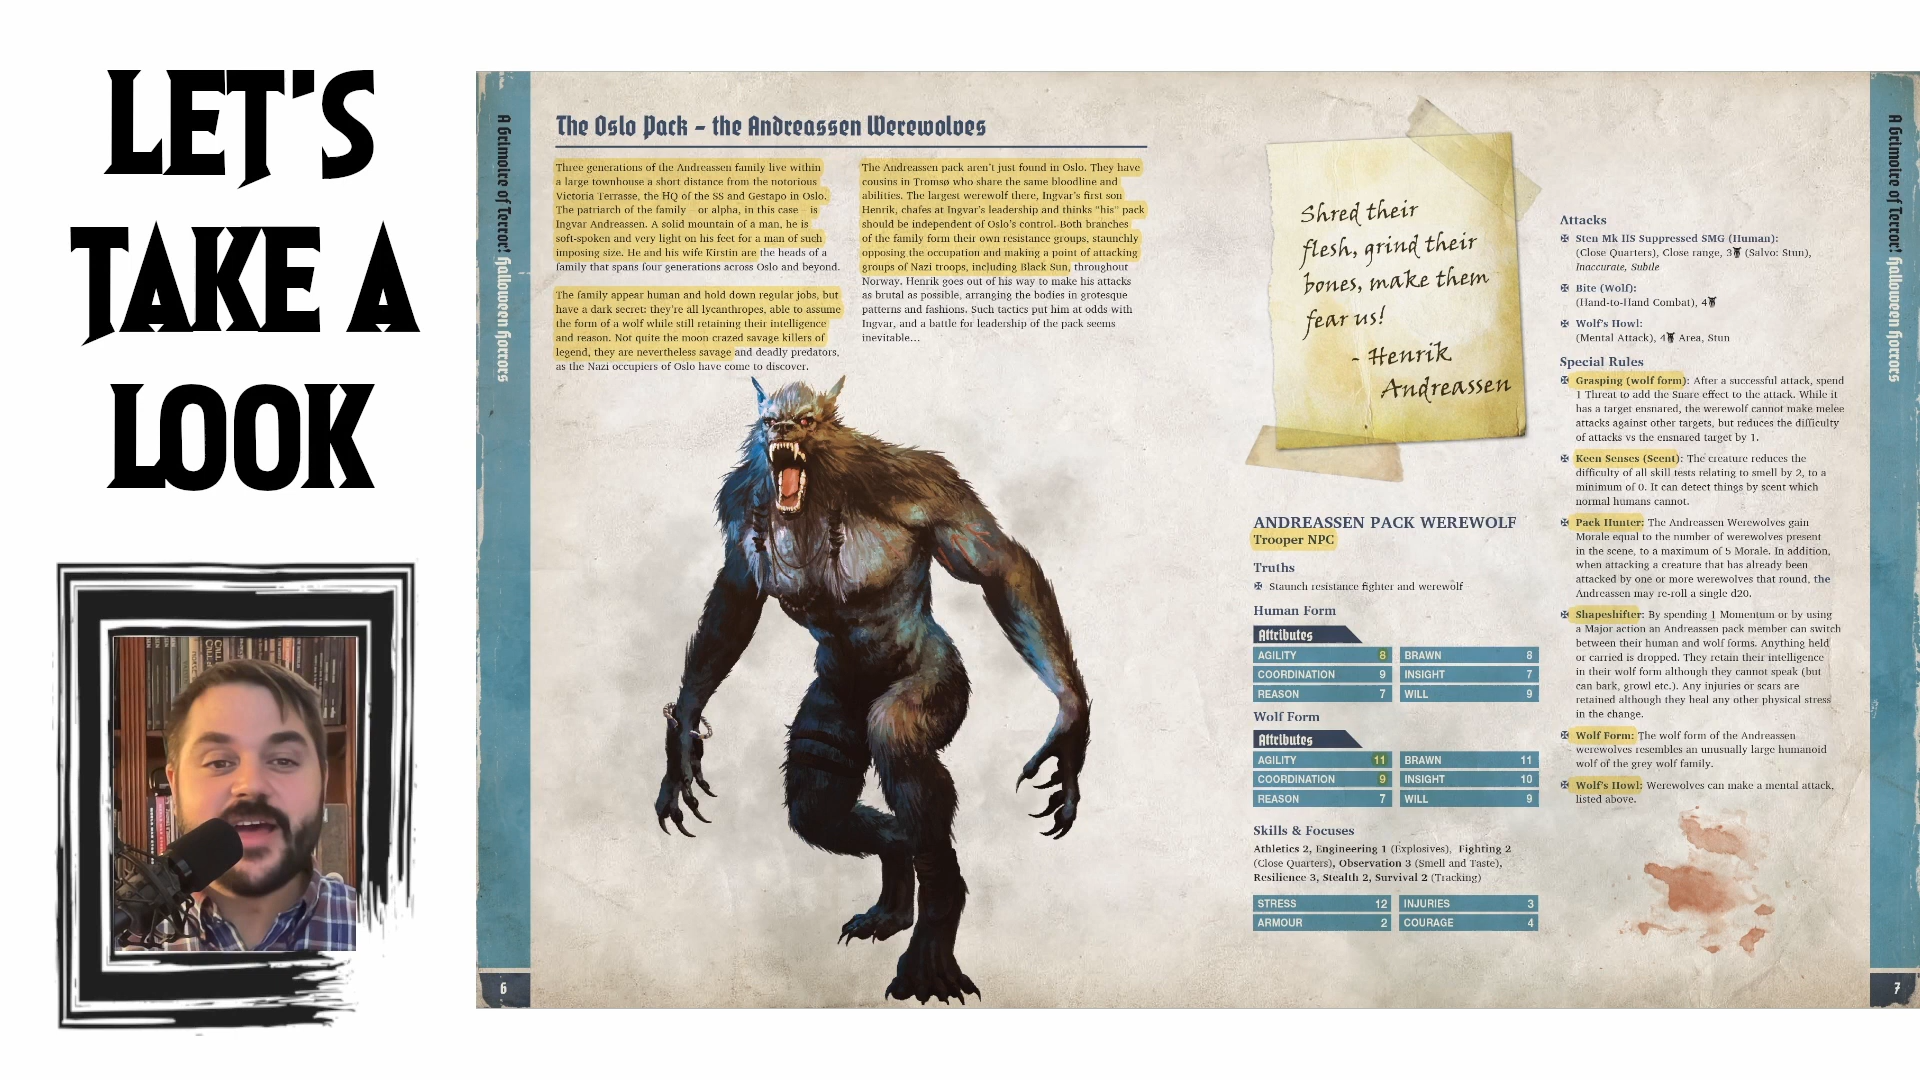 LET'S
TAKE A
LOOK
A Grimoire of Terror! Halloween Horrors
The Oslo Pack – the Andreassen Werewolves
Three generations of the Andreassen family live within
a large townhouse a short distance from the notorious
Victoria Terrasse, the HQ of the SS and Gestapo in Oslo.
The patriarch of the family – or alpha, in this case – is
Ingvar Andreassen. A solid mountain of a man, he is
soft-spoken and very light on his feet for a man of such
imposing size. He and his wife Kirstin are the heads of a
family that spans four generations across Oslo and beyond.
The family appear human and hold down regular jobs, but
have a dark secret: they're all lycanthropes, able to assume
the form of a wolf while still retaining their intelligence
and reason. Not quite the moon crazed savage killers of
legend, they are nevertheless savage and deadly predators,
as the Nazi occupiers of Oslo have come to discover.
The Andreassen pack aren't just found in Oslo. They have
cousins in Tromsø who share the same bloodline and
abilities. The largest werewolf there, Ingvar's first son
Henrik, chafes at Ingvar's leadership and thinks "his" pack
should be independent of Oslo's control. Both branches
of the family form their own resistance groups, staunchly
opposing the occupation and making a point of attacking
groups of Nazi troops, including Black Sun, throughout
Norway. Henrik goes out of his way to make his attacks
as brutal as possible, arranging the bodies in grotesque
patterns and fashions. Such tactics put him at odds with
Ingvar, and a battle for leadership of the pack seems
inevitable…
6
Shred their
flesh, grind their
bones, make them
fear us!
- Henrik
Andreassen
ANDREASSEN PACK WEREWOLF
Trooper NPC
Truths
Staunch resistance fighter and werewolf
Human Form
Attributes
AGILITY 8 BRAWN 8
COORDINATION 9 INSIGHT 7
REASON 7 WILL 9
Wolf Form
Attributes
AGILITY 11 BRAWN 11
COORDINATION 9 INSIGHT 10
REASON 7 WILL 9
Skills & Focuses
Athletics 2, Engineering 1 (Explosives), Fighting 2
(Close Quarters), Observation 3 (Smell and Taste),
Resilience 3, Stealth 2, Survival 2 (Tracking)
STRESS 12 INJURIES 3
ARMOUR 2 COURAGE 4
Attacks
Sten Mk IIS Suppressed SMG (Human):
(Close Quarters), Close range, 3 (Salvo: Stun),
Inaccurate, Subtle
Bite (Wolf):
(Hand-to-Hand Combat), 4
Wolf's Howl:
(Mental Attack), 4 Area, Stun
Special Rules
Grasping (wolf form): After a successful attack, spend
1 Threat to add the Snare effect to the attack. While it
has a target ensnared, the werewolf cannot make melee
attacks against other targets, but reduces the difficulty
of attacks vs the ensnared target by 1.
Keen Senses (Scent): The creature reduces the
difficulty of all skill tests relating to smell by 2, to a
minimum of 0. It can detect things by scent which
normal humans cannot.
Pack Hunter: The Andreassen Werewolves gain
Morale equal to the number of werewolves present
in the scene, to a maximum of 5 Morale. In addition,
when attacking a creature that has already been
attacked by one or more werewolves that round, the
Andreassen may re-roll a single d20.
Shapeshifter: By spending 1 Momentum or by using
a Major action an Andreassen pack member can switch
between their human and wolf forms. Anything held
or carried is dropped. They retain their intelligence
in their wolf form although they cannot speak (but
can bark, growl etc.). Any injuries or scars are
retained although they heal any other physical stress
in the change.
Wolf Form: The wolf form of the Andreassen
werewolves resembles an unusually large humanoid
wolf of the grey wolf family.
Wolf's Howl: Werewolves can make a mental attack,
listed above.
A Grimoire of Terror! Halloween Horrors
7